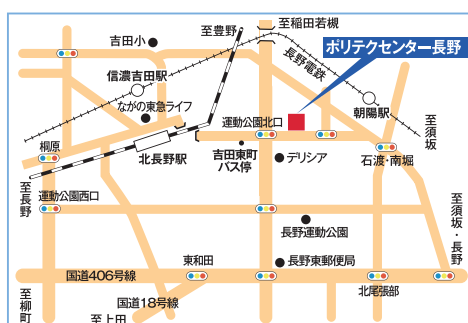 至豊野
至稲田若槻
吉田小
長野電鉄
ポリテクセンター長野
信濃吉田駅
ながの東急ライフ
運動公園北口
朝陽駅
至須坂
桐原
北長野駅
吉田東町
バス停
デリシア
石渡・南堀
至長野
運動公園西口
至須坂・長野
長野運動公園
東和田
長野東郵便局
国道406号線
北尾張部
至柳町
国道18号線
至上田